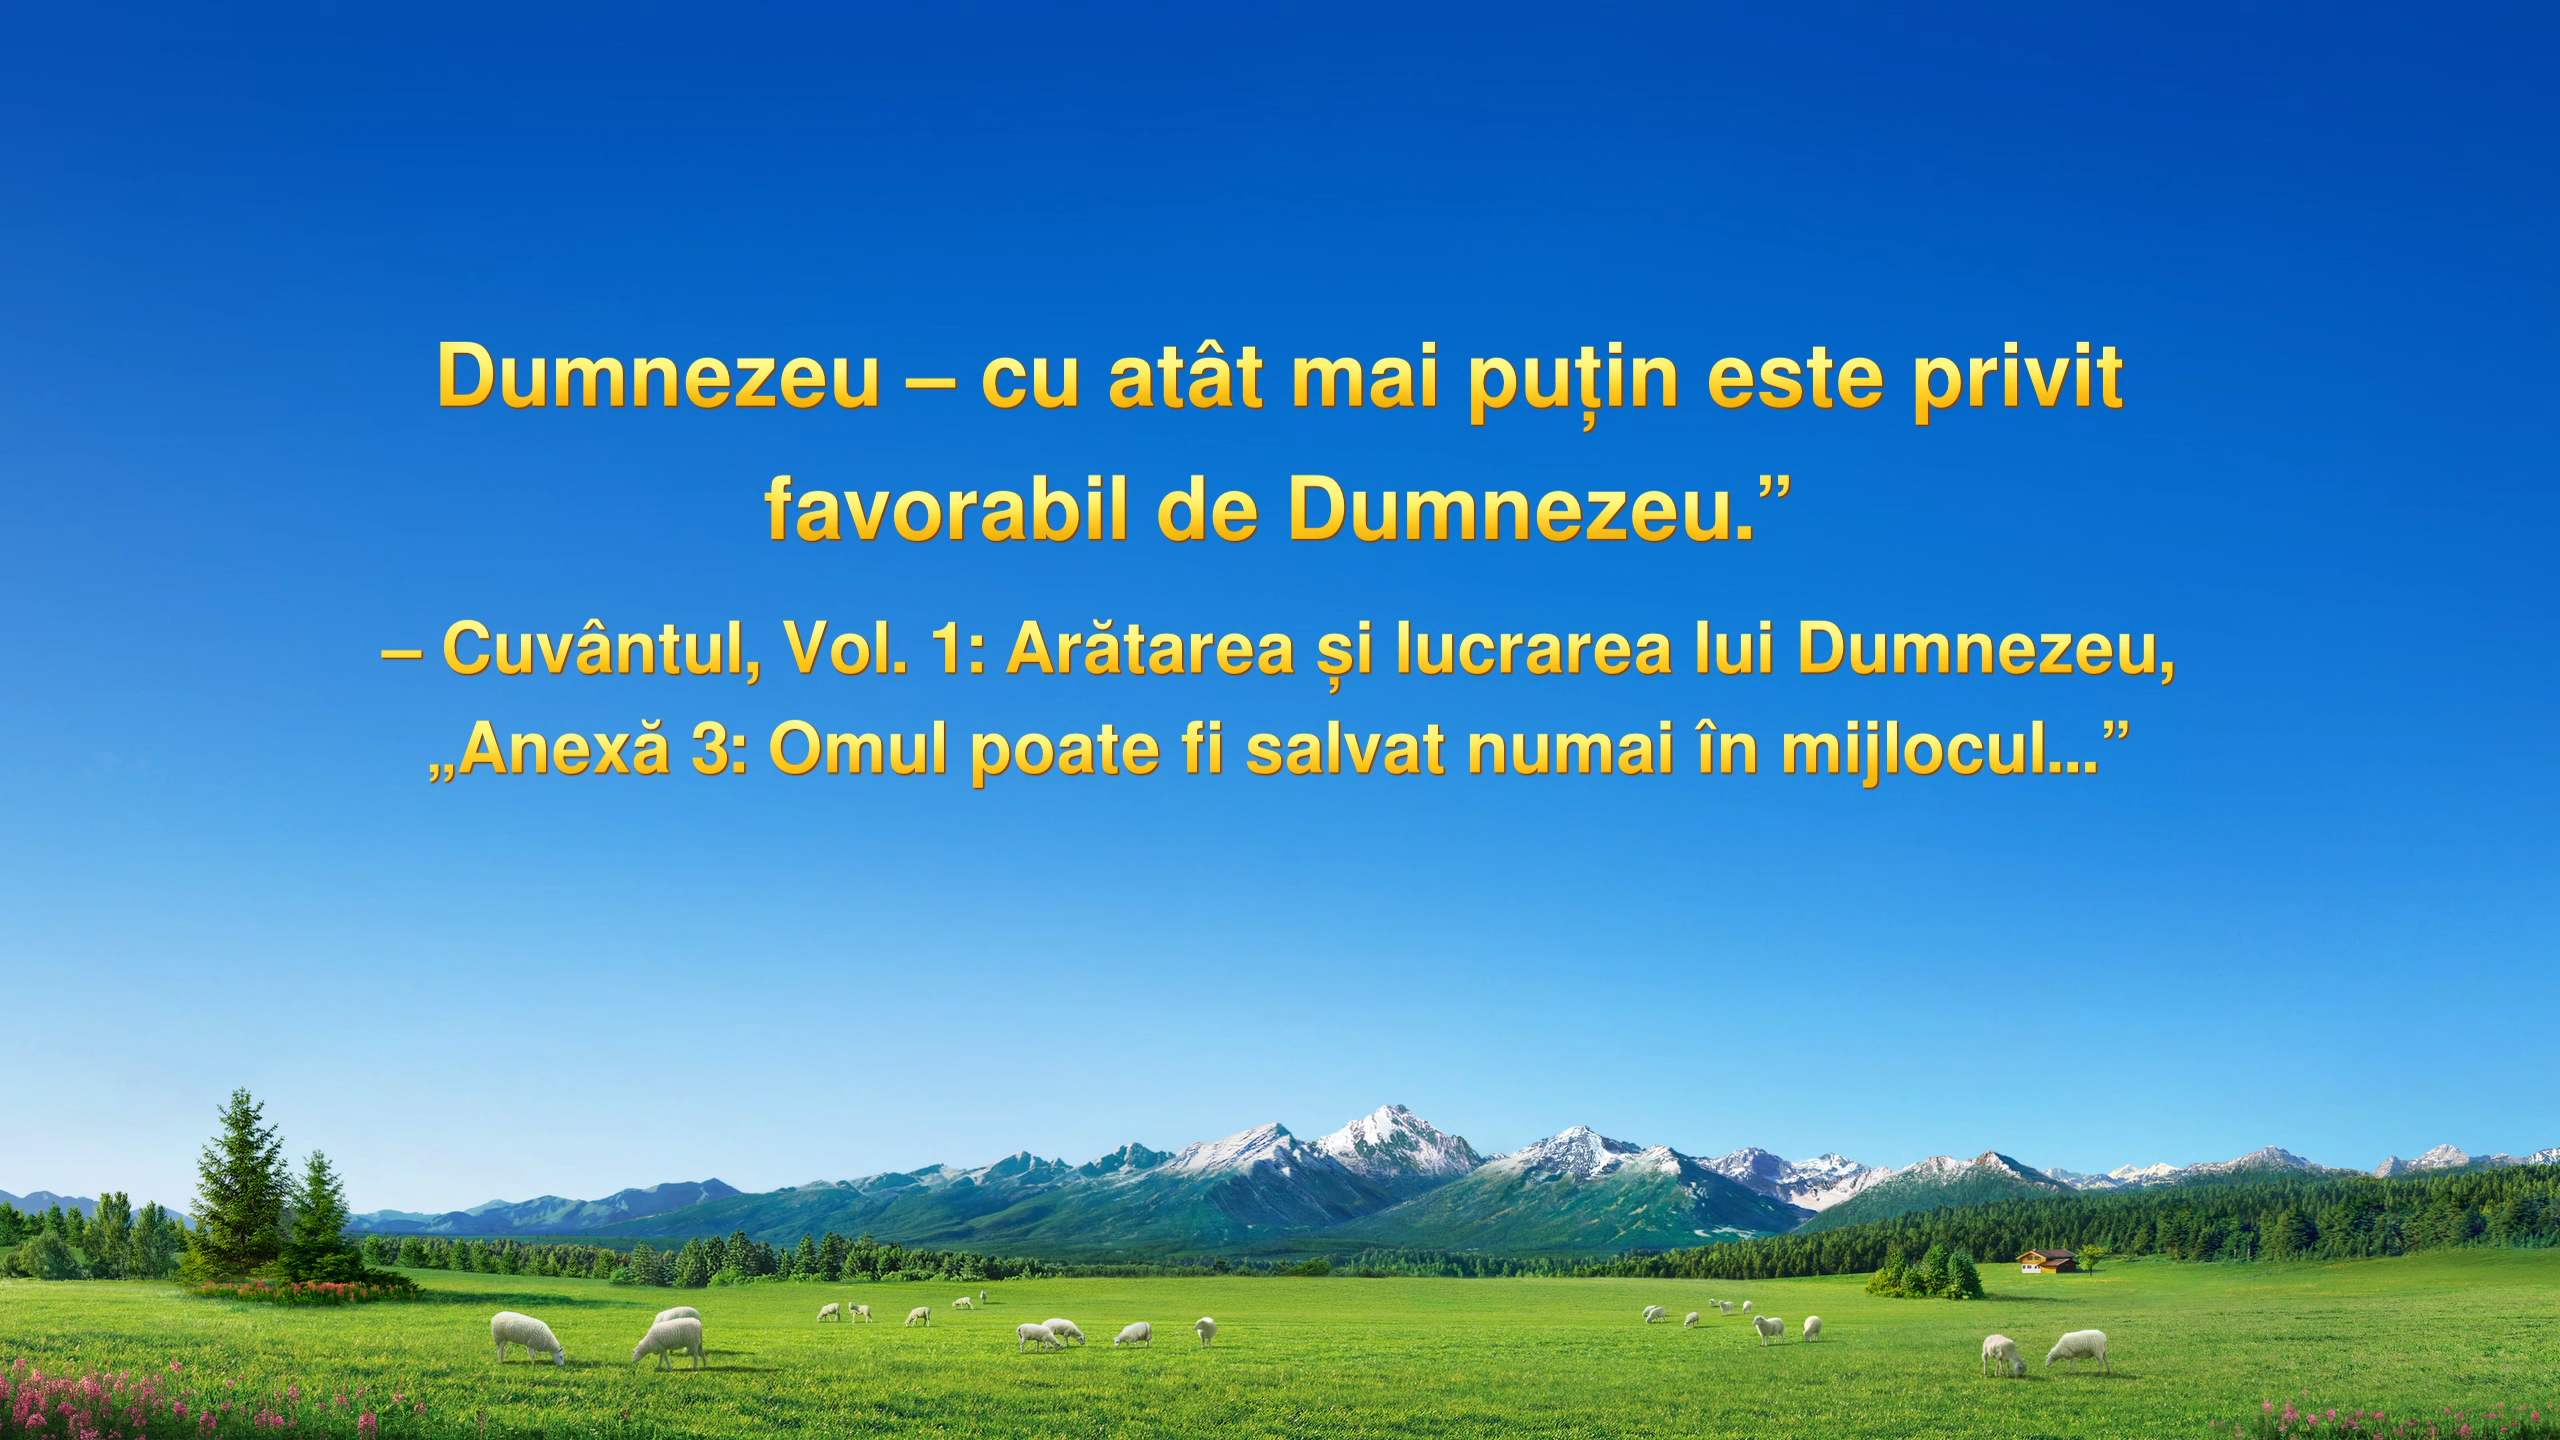 Dumnezeu – cu atât mai puțin este privit
favorabil de Dumnezeu.”
– Cuvântul, Vol. 1: Arătarea și lucrarea lui Dumnezeu,
„Anexă 3: Omul poate fi salvat numai în mijlocul...”